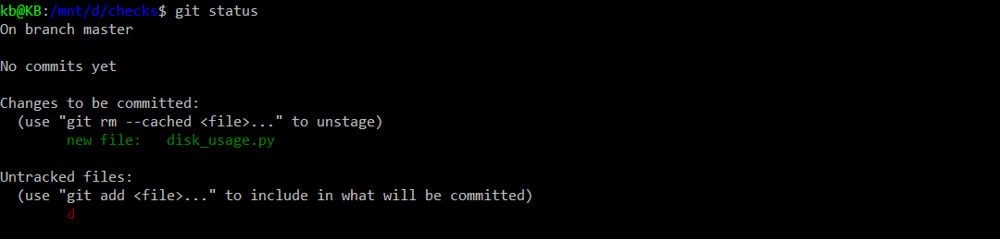 kb@KB:/mnt/d/checks$ git status
On branch master
No commits yet
Changes to be committed:
(use "git rm --cached <file>..." to unstage)
new file: disk_usage.py
Untracked files:
(use "git add <file>..." to include in what will be committed)
d